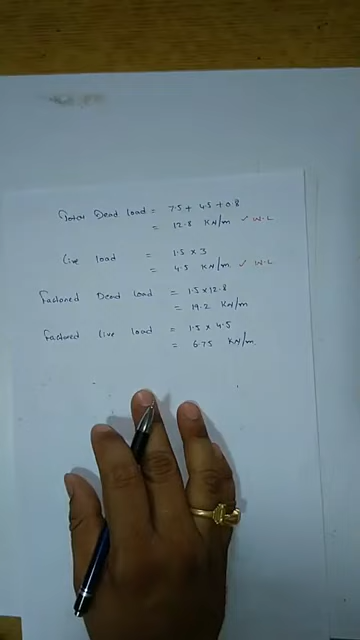 Total Dead load = 7.5 + 4.5 + 0.8
= 12.8 KN/m ✓ W.L
Live load = 1.5 x 3
= 4.5 KN/m ✓ W.L
Factored Dead load = 1.5 x 12.8
= 19.2 KN/m
Factored live load = 1.5 x 4.5
= 6.75 KN/m.